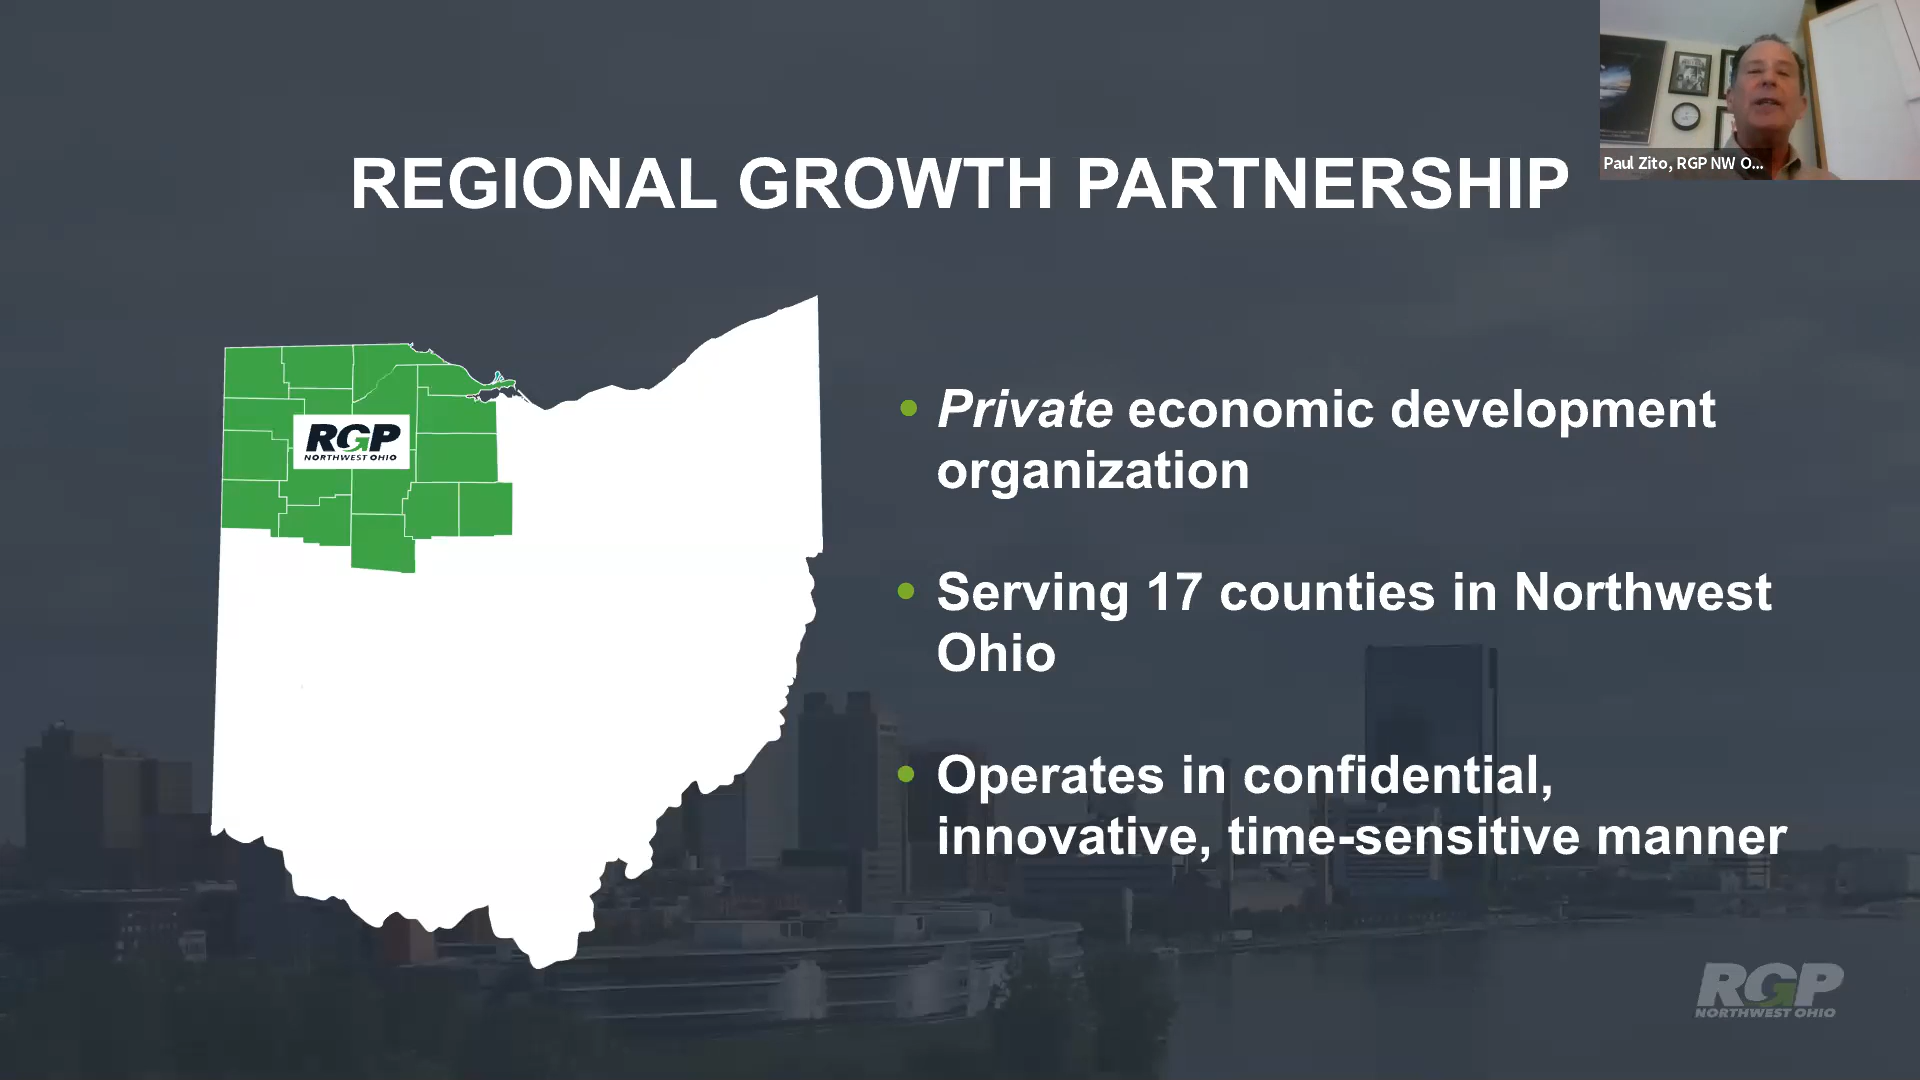 Paul Zito, RGP NW O...
REGIONAL GROWTH PARTNERSHIP
RGP
NORTHWEST OHIO
• Private economic development
organization
• Serving 17 counties in Northwest
Ohio
• Operates in confidential,
innovative, time-sensitive manner
RGP
NORTHWEST OHIO